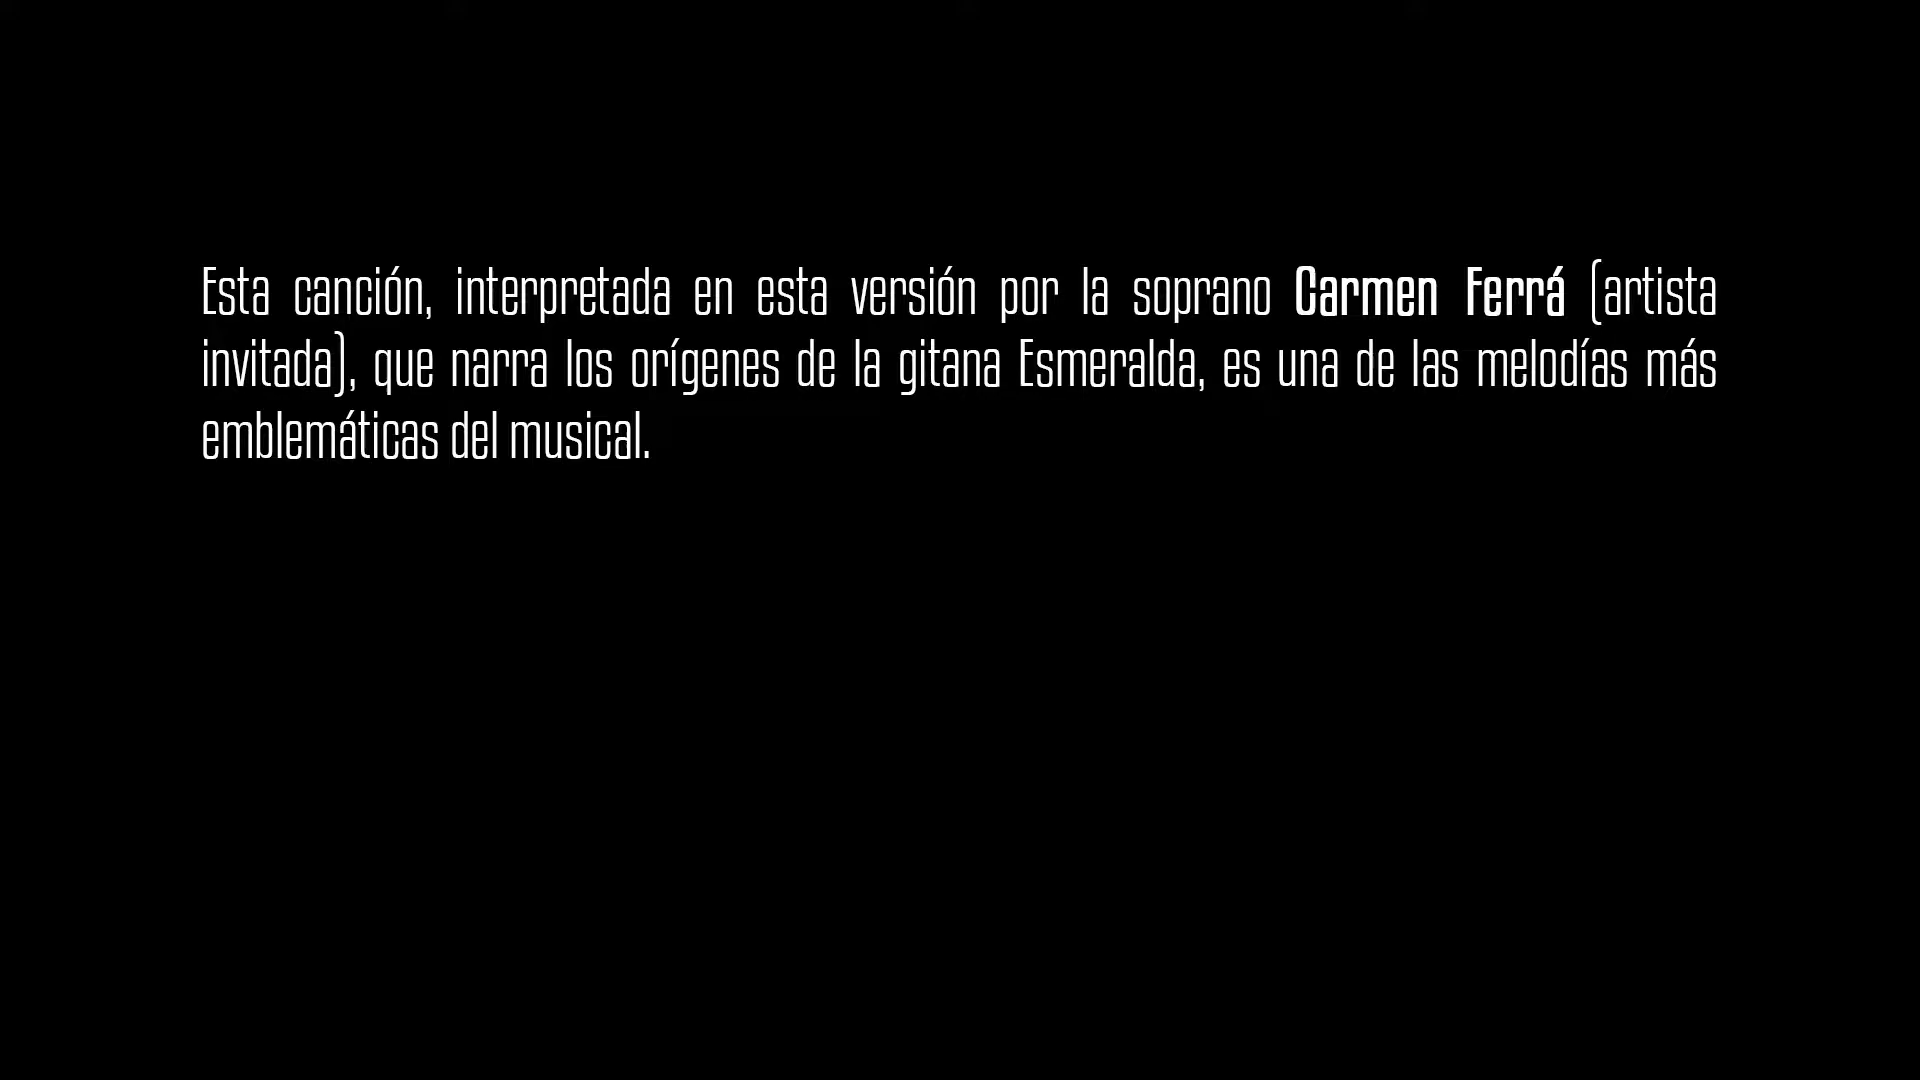 Esta canción, interpretada en esta versión por la soprano Carmen Ferrá (artista
invitada), que narra los orígenes de la gitana Esmeralda, es una de las melodías más
emblemáticas del musical.